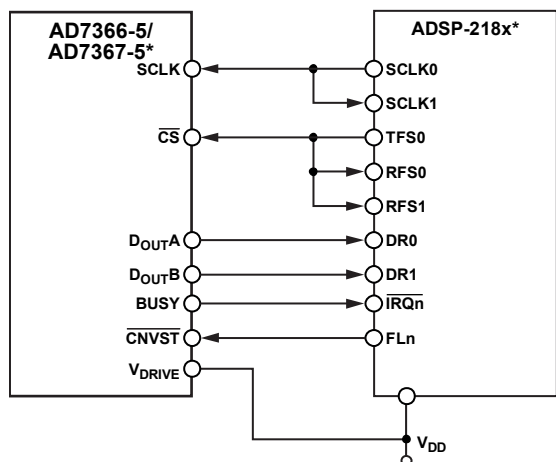 AD7366-5/
AD7367-5*
ADSP-218x*
SCLK
SCLK0
SCLK1
CS
TFS0
RFS0
RFS1
DOUTA
DR0
DOUTB
DR1
BUSY
IRQn
CNVST
FLn
VDRIVE
VDD